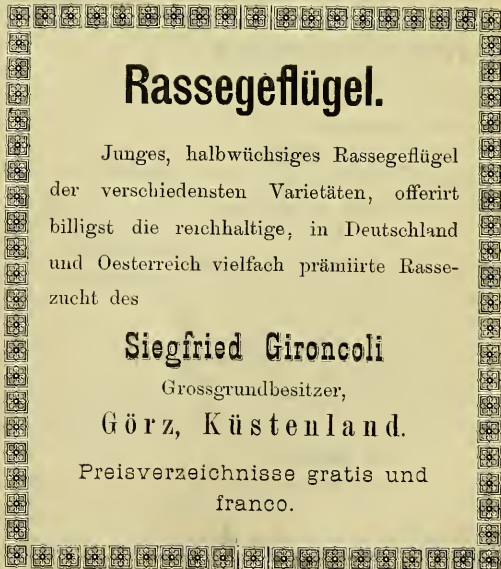 Rassegeflügel.
Junges, halbwüchsiges Rassegeflügel
der verschiedensten Varietäten, offerirt
billigst die reichhaltige, in Deutschland
und Oesterreich vielfach prämiirte Rasse-
zucht des
Siegfried Gironcoli
Grossgrundbesitzer,
Görz, Küstenland.
Preisverzeichnisse gratis und
franco.